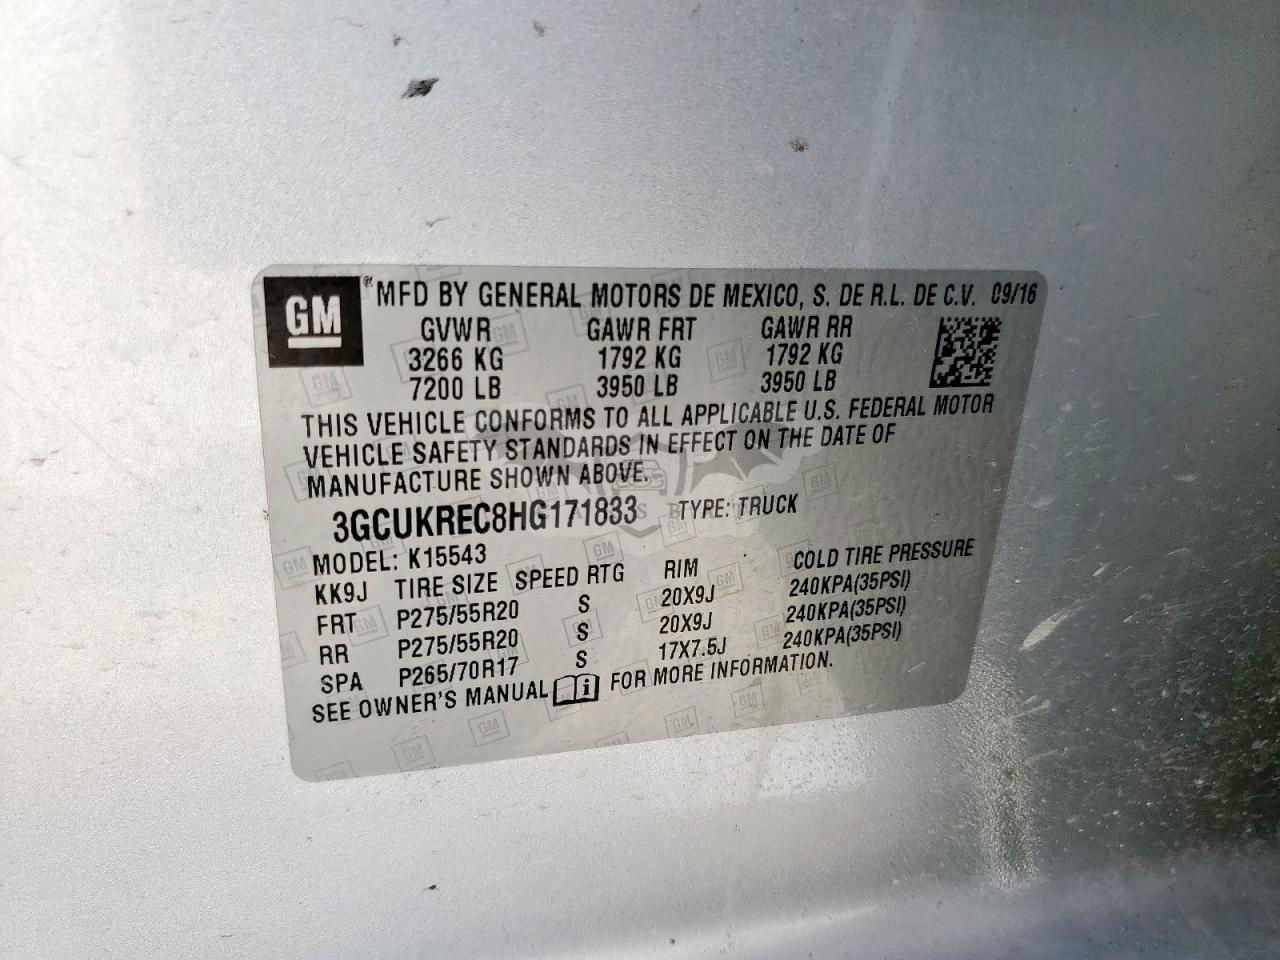 GM ® MFD BY GENERAL MOTORS DE MEXICO, S. DE R.L. DE C.V. 09/16
GVWR GAWR FRT GAWR RR
3266 KG 1792 KG 1792 KG
7200 LB 3950 LB 3950 LB
THIS VEHICLE CONFORMS TO ALL APPLICABLE U.S. FEDERAL MOTOR
VEHICLE SAFETY STANDARDS IN EFFECT ON THE DATE OF
MANUFACTURE SHOWN ABOVE.
3GCUKREC8HG171833 TYPE: TRUCK
MODEL: K15543
KK9J TIRE SIZE SPEED RTG RIM COLD TIRE PRESSURE
FRT P275/55R20 S 20X9J 240KPA(35PSI)
RR P275/55R20 S 20X9J 240KPA(35PSI)
SPA P265/70R17 S 17X7.5J 240KPA(35PSI)
SEE OWNER'S MANUAL FOR MORE INFORMATION.